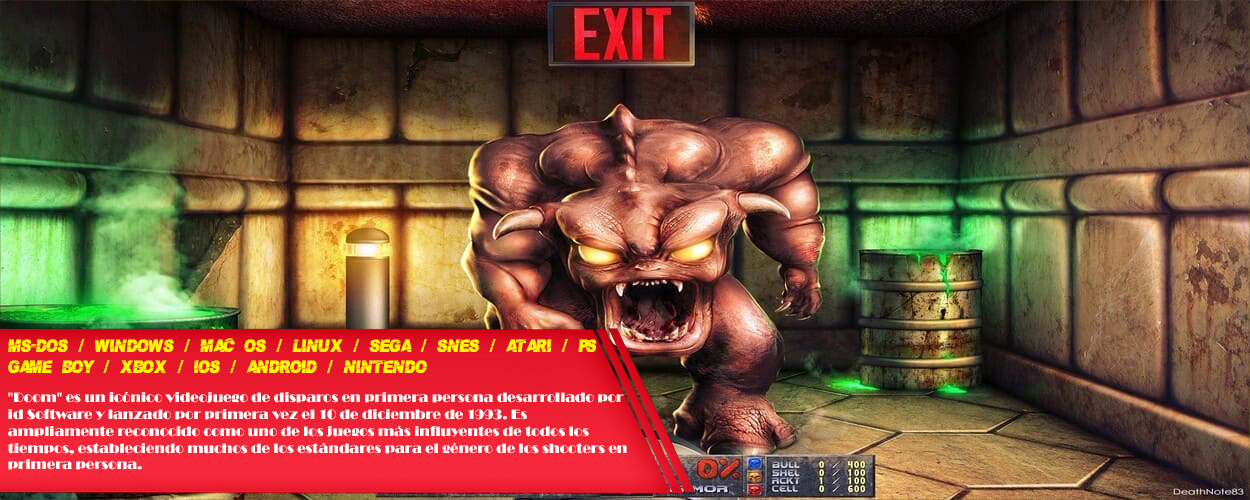 EXIT
MS-DOS / WINDOWS / MAC OS / LINUX / SEGA / SNES / ATARI / PS
GAME BOY / XBOX / IOS / ANDROID / NINTENDO
"Doom" es un icónico videojuego de disparos en primera persona desarrollado por
id Software y lanzado por primera vez el 10 de diciembre de 1993. Es
ampliamente reconocido como uno de los juegos más influyentes de todos los
tiempos, estableciendo muchos de los estándares para el género de los shooters en
primera persona.
0%
BULL 0 / 400
SHEL 0 / 100
RCKT 1 / 100
CELL 0 / 600
DeathNote83